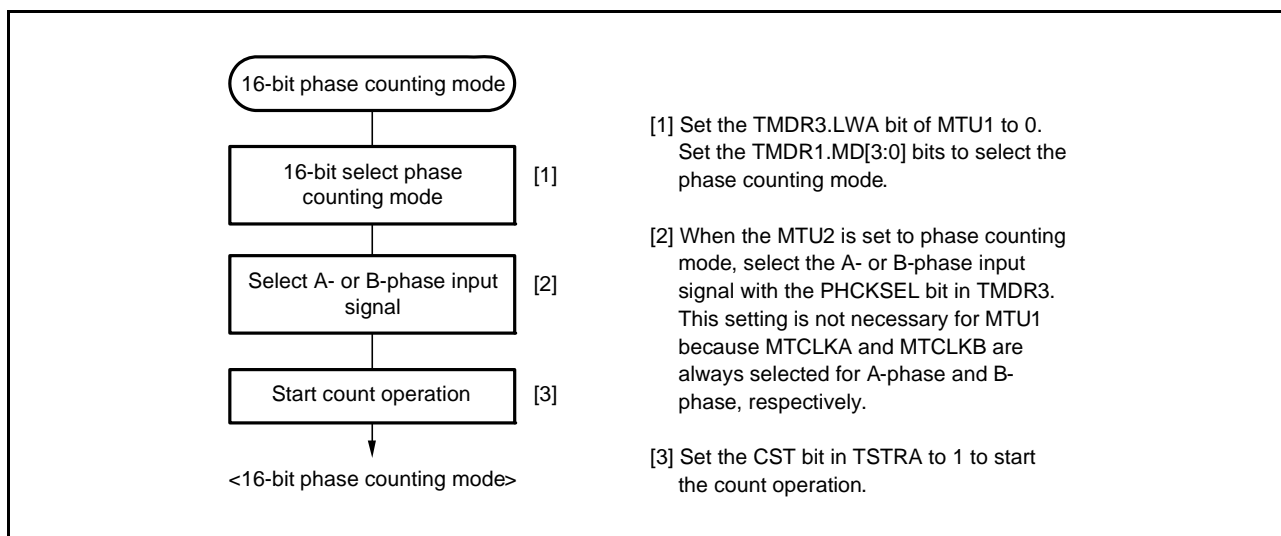 16-bit phase counting mode
16-bit select phase
counting mode
[1]
Select A- or B-phase input
signal
[2]
Start count operation
[3]
<16-bit phase counting mode>
[1] Set the TMDR3.LWA bit of MTU1 to 0.
Set the TMDR1.MD[3:0] bits to select the
phase counting mode.
[2] When the MTU2 is set to phase counting
mode, select the A- or B-phase input
signal with the PHCKSEL bit in TMDR3.
This setting is not necessary for MTU1
because MTCLKA and MTCLKB are
always selected for A-phase and B-
phase, respectively.
[3] Set the CST bit in TSTRA to 1 to start
the count operation.